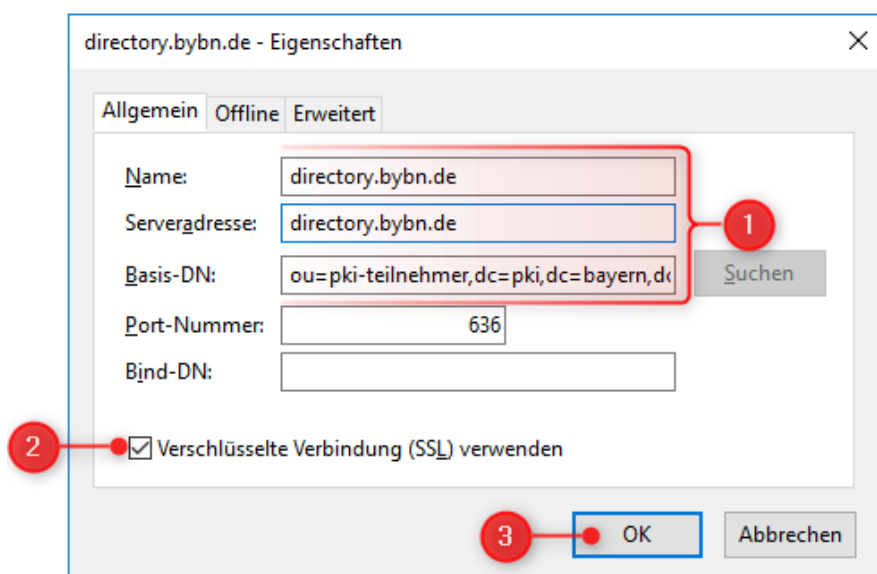 directory.bybn.de - Eigenschaften
Allgemein Offline Erweitert
Name: directory.bybn.de
Serveradresse: directory.bybn.de
1
Basis-DN: ou=pki-teilnehmer,dc=pki,dc=bayern,dc Suchen
Port-Nummer: 636
Bind-DN:
2 Verschlüsselte Verbindung (SSL) verwenden
3 OK Abbrechen